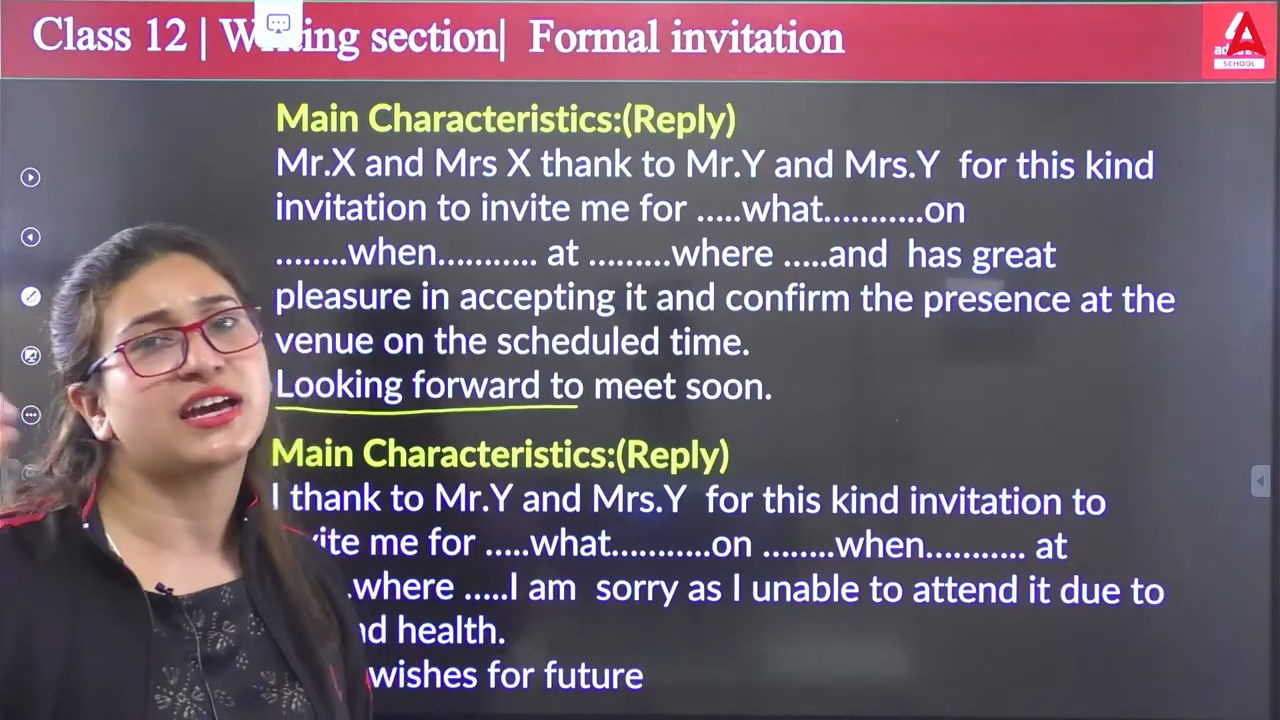 Class 12 | Writing section| Formal invitation
SCHOOL
Main Characteristics:(Reply)
Mr.X and Mrs X thank to Mr.Y and Mrs.Y for this kind
invitation to invite me for .....what...........on
........when........... at .........where .....and has great
pleasure in accepting it and confirm the presence at the
venue on the scheduled time.
Looking forward to meet soon.
Main Characteristics:(Reply)
I thank to Mr.Y and Mrs.Y for this kind invitation to
me for .....what...........on ........when........... at
.where .....I am sorry as I unable to attend it due to
health.
wishes for future